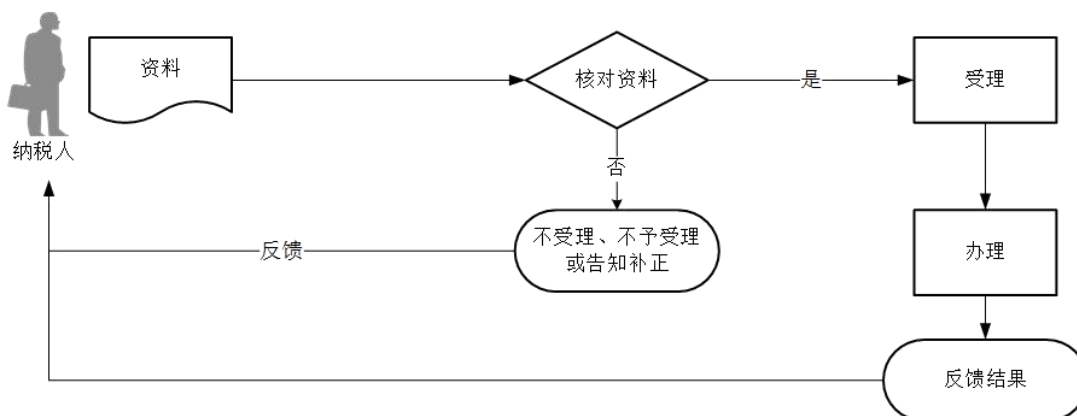 资料
核对资料
是
受理
纳税人
否
不受理、不予受理
或告知补正
反馈
办理
反馈结果